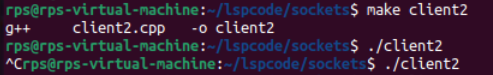 rps@rps-virtual-machine:~/lspcode/sockets$ make client2
g++     client2.cpp   -o client2
rps@rps-virtual-machine:~/lspcode/sockets$ ./client2
^Crps@rps-virtual-machine:~/lspcode/sockets$ ./client2